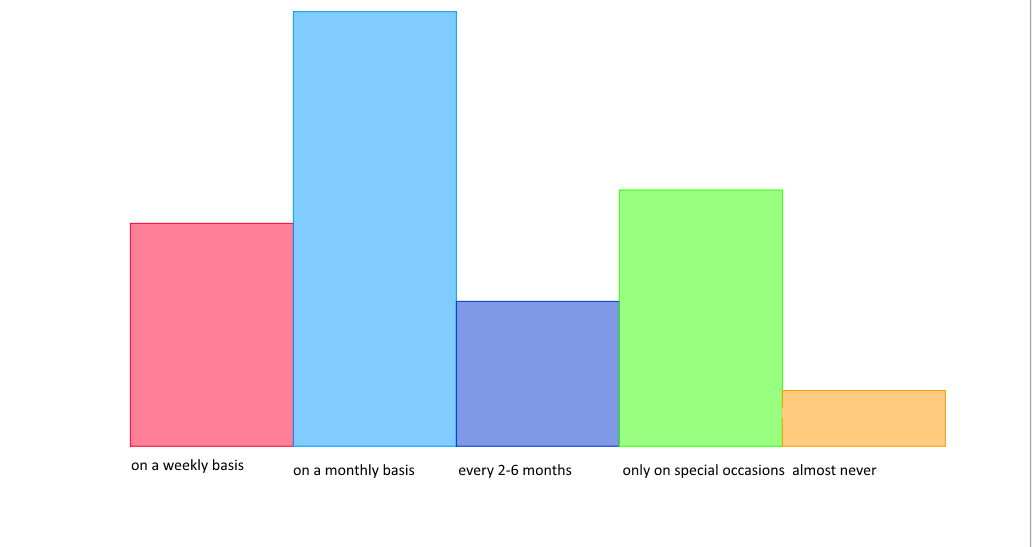 on a weekly basis
on a monthly basis
every 2-6 months
only on special occasions
almost never